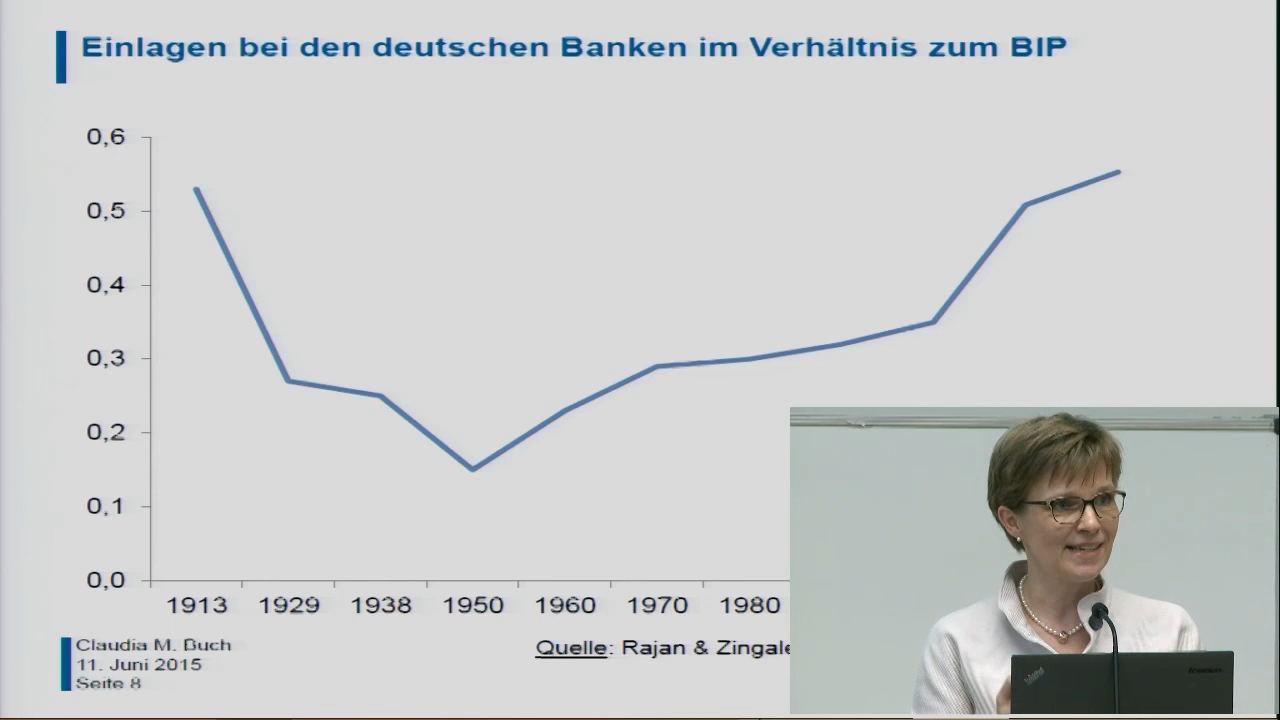 Einlagen bei den deutschen Banken im Verhältnis zum BIP
0,6
0,5
0,4
0,3
0,2
0,1
0,0
1913 1929 1938 1950 1960 1970 1980
Claudia M. Buch
11. Juni 2015
Seite 8
Quelle: Rajan & Zingale
ThinkPad
lenovo